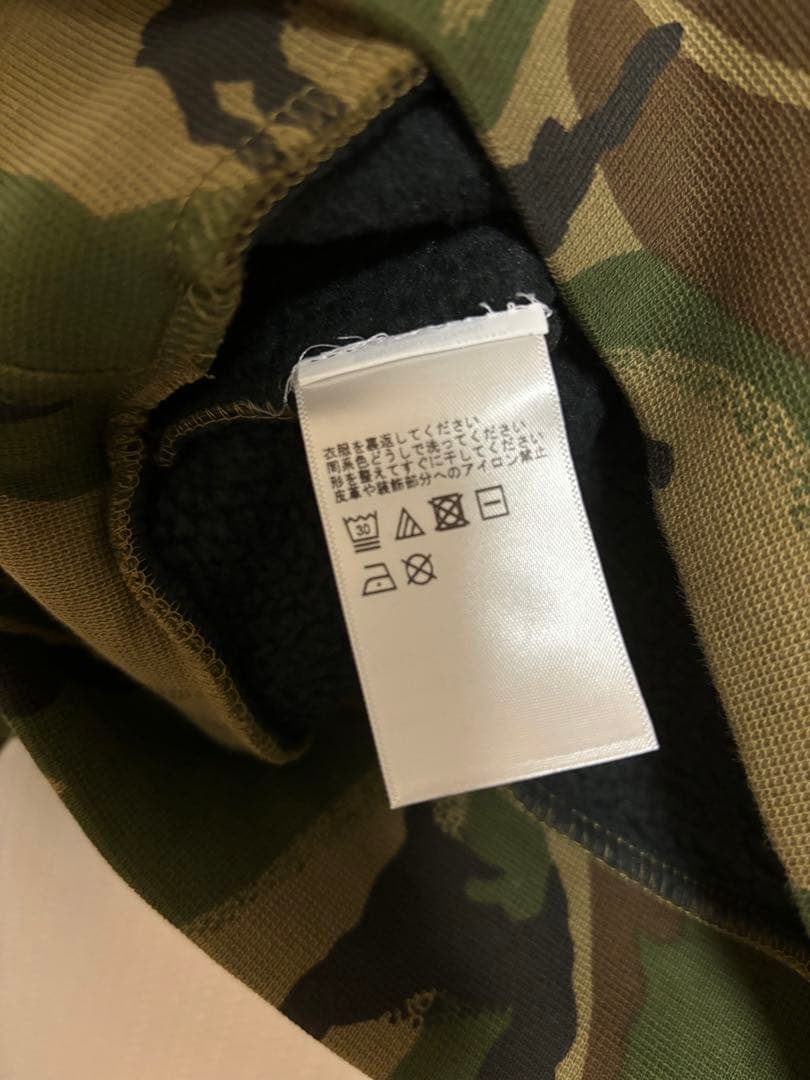 衣服を裏返してください
同系色どうしで洗ってください
形を整えてすぐに干してください
皮革や装飾部分へのアイロン禁止
30